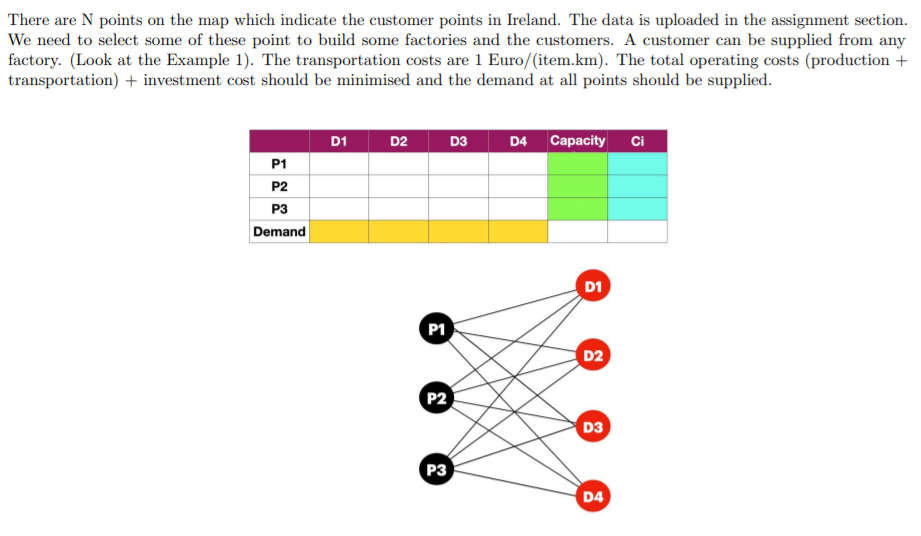 There are N points on the map which indicate the customer points in Ireland. The data is uploaded in the assignment section.
We need to select some of these point to build some factories and the customers. A customer can be supplied from any
factory. (Look at the Example 1). The transportation costs are 1 Euro/(item.km). The total operating costs (production +
transportation) + investment cost should be minimised and the demand at all points should be supplied.
D1 D2 D3 D4 Capacity Ci
P1
P2
P3
Demand
D1
P1
D2
P2
D3
P3
D4